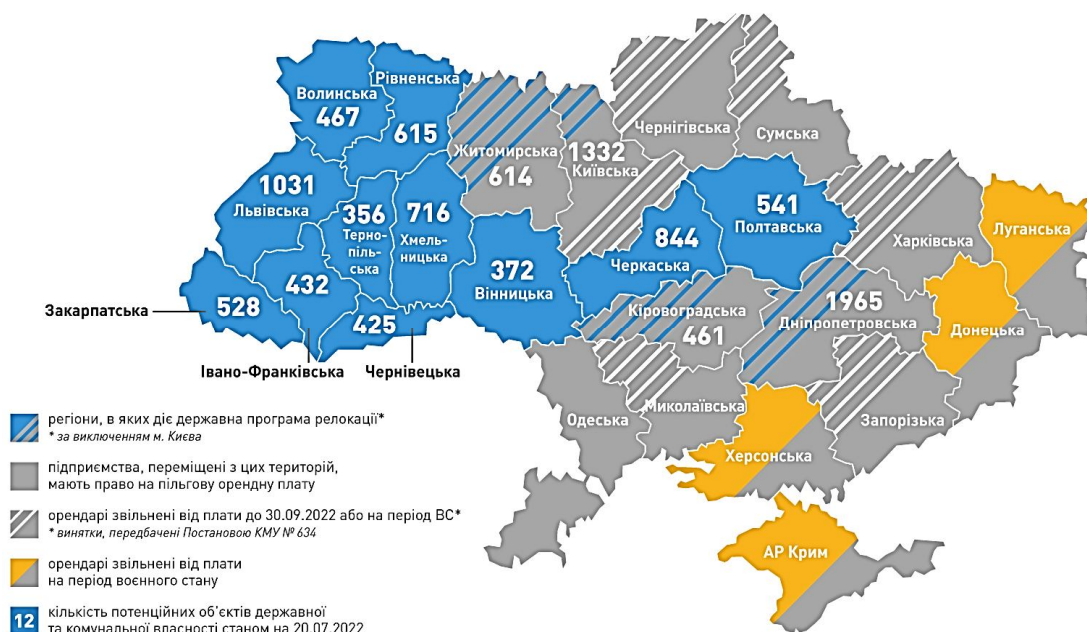 Волинська
467
Рівненська
615
Житомирська
614
1332
Київська
Чернігівська
Сумська
1031
Львівська
356
Терно-
піль-
ська
716
Хмель-
ницька
372
Вінницька
844
Черкаська
541
Полтавська
Харківська
Луганська
Закарпатська
528
432
425
Івано-Франківська
Чернівецька
Кіровоградська
461
1965
Дніпропетровська
Донецька
Одеська
Миколаївська
Запорізька
Херсонська
АР Крим
регіони, в яких діє державна програма релокації*
* за виключенням м. Києва
підприємства, переміщені з цих територій,
мають право на пільгову орендну плату
орендарі звільнені від плати до 30.09.2022 або на період ВС*
* винятки, передбачені Постановою КМУ № 634
орендарі звільнені від плати
на період воєнного стану
12
кількість потенційних об'єктів державної
та комунальної власності станом на 20.07.2022